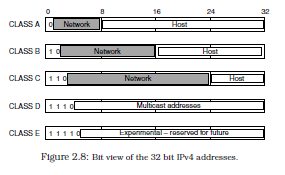 0 8 16 24 32
CLASS A 0 Network Host
CLASS B 1 0 Network Host
CLASS C 1 1 0 Network Host
CLASS D 1 1 1 0 Multicast addresses
CLASS E 1 1 1 1 0 Experimental – reserved for future
Figure 2.8: Bit view of the 32 bit IPv4 addresses.